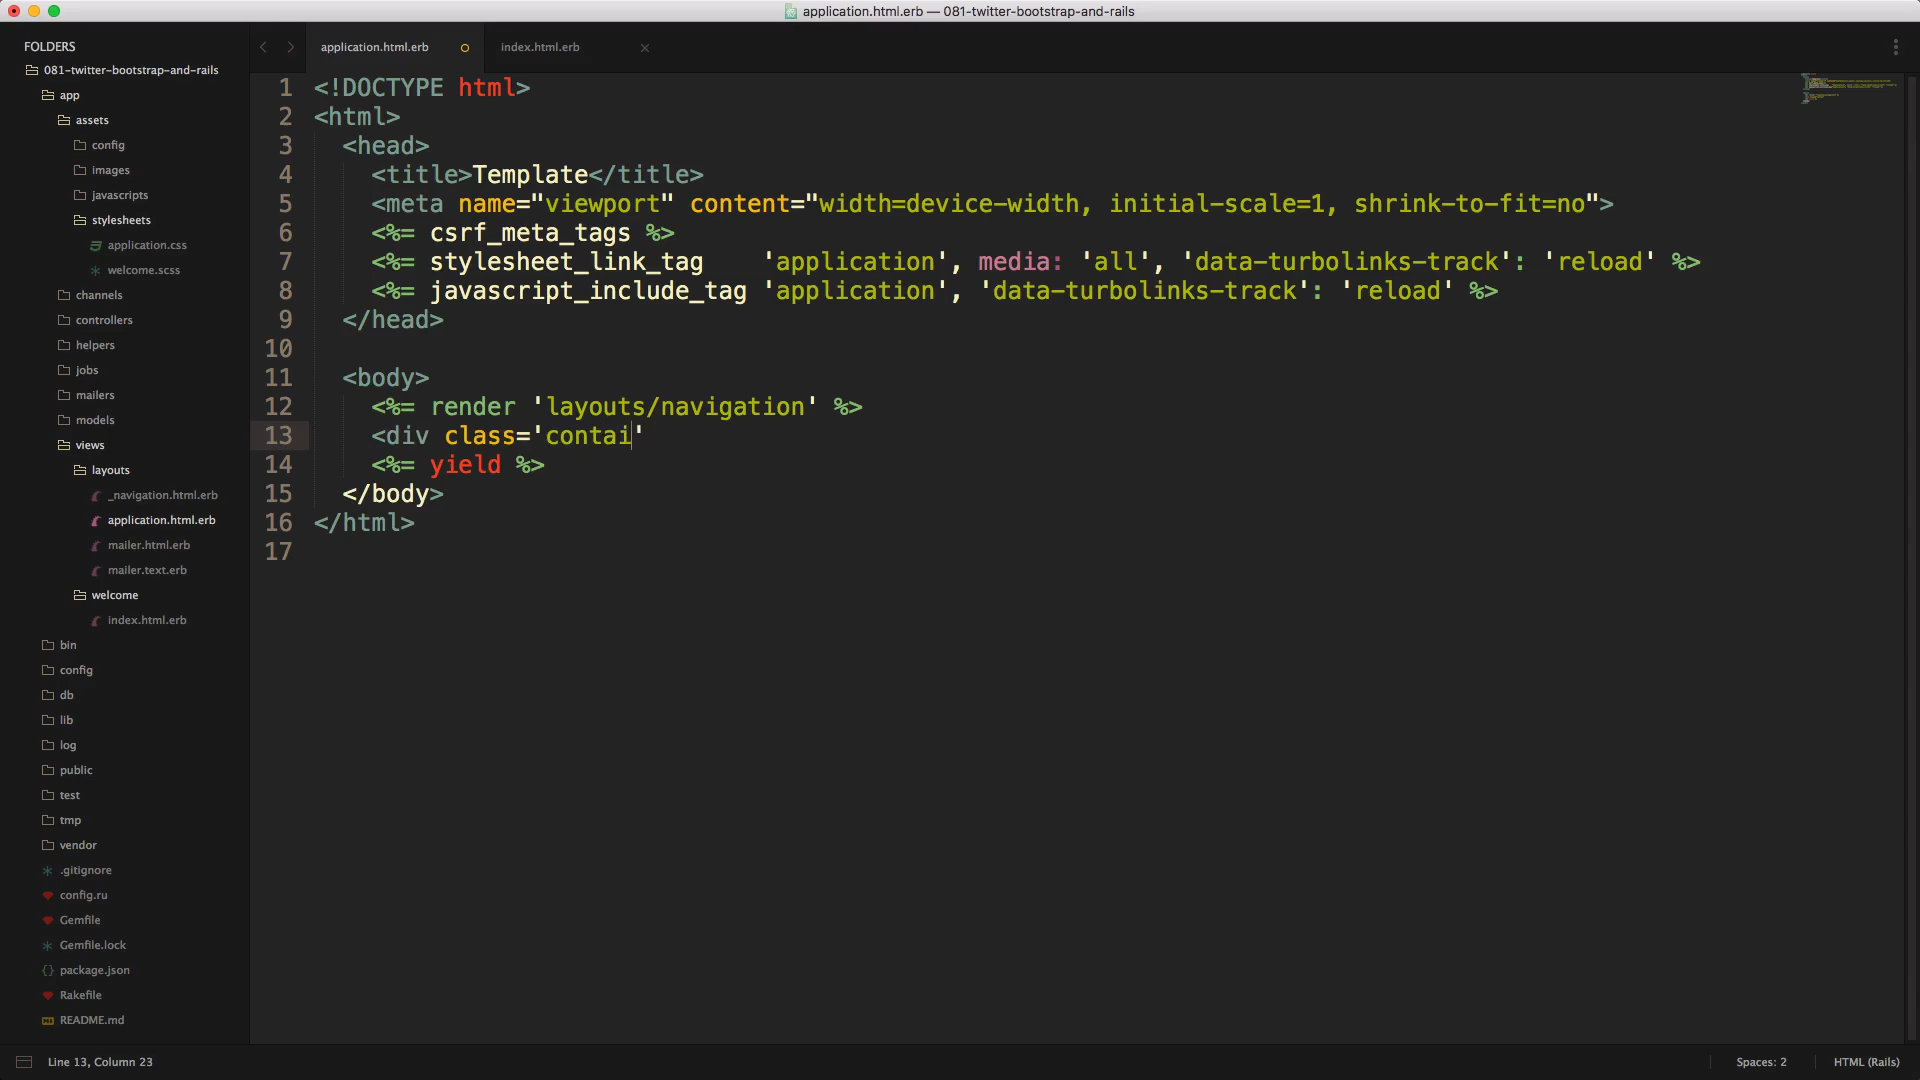 application.html.erb — 081-twitter-bootstrap-and-rails
FOLDERS
081-twitter-bootstrap-and-rails
app
assets
config
images
javascripts
stylesheets
application.css
welcome.scss
channels
controllers
helpers
jobs
mailers
models
views
layouts
_navigation.html.erb
application.html.erb
mailer.html.erb
mailer.text.erb
welcome
index.html.erb
bin
config
db
lib
log
public
test
tmp
vendor
.gitignore
config.ru
Gemfile
Gemfile.lock
package.json
Rakefile
README.md
application.html.erb
index.html.erb
1 <!DOCTYPE html>
2 <html>
3   <head>
4     <title>Template</title>
5     <meta name="viewport" content="width=device-width, initial-scale=1, shrink-to-fit=no">
6     <%= csrf_meta_tags %>
7     <%= stylesheet_link_tag    'application', media: 'all', 'data-turbolinks-track': 'reload' %>
8     <%= javascript_include_tag 'application', 'data-turbolinks-track': 'reload' %>
9   </head>
10
11   <body>
12     <%= render 'layouts/navigation' %>
13     <div class='contai'
14     <%= yield %>
15   </body>
16 </html>
17
Line 13, Column 23
Spaces: 2
HTML (Rails)